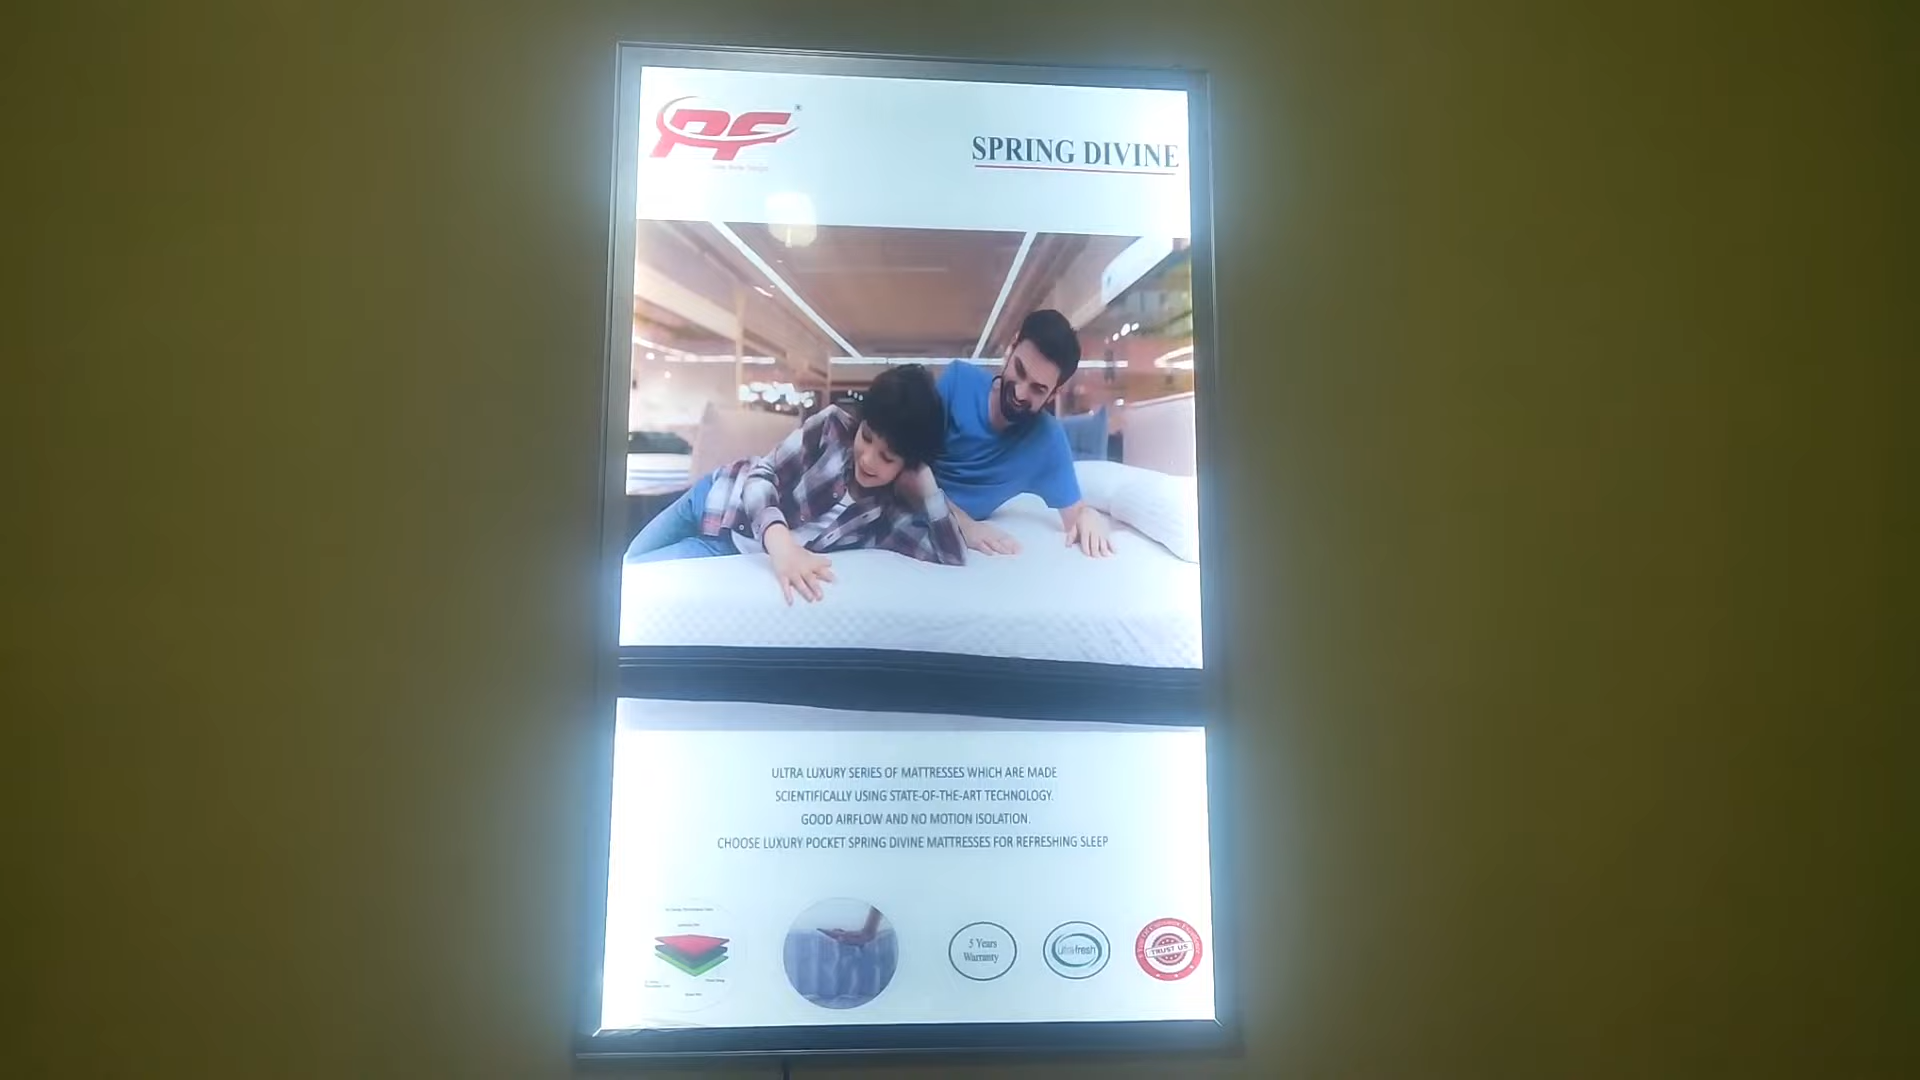 PF
SPRING DIVINE
ULTRA LUXURY SERIES OF MATTRESSES WHICH ARE MADE
SCIENTIFICALLY USING STATE-OF-THE-ART TECHNOLOGY.
GOOD AIRFLOW AND NO MOTION ISOLATION.
CHOOSE LUXURY POCKET SPRING DIVINE MATTRESSES FOR REFRESHING SLEEP
5 Years
Warranty
ultrafresh
TRUST US